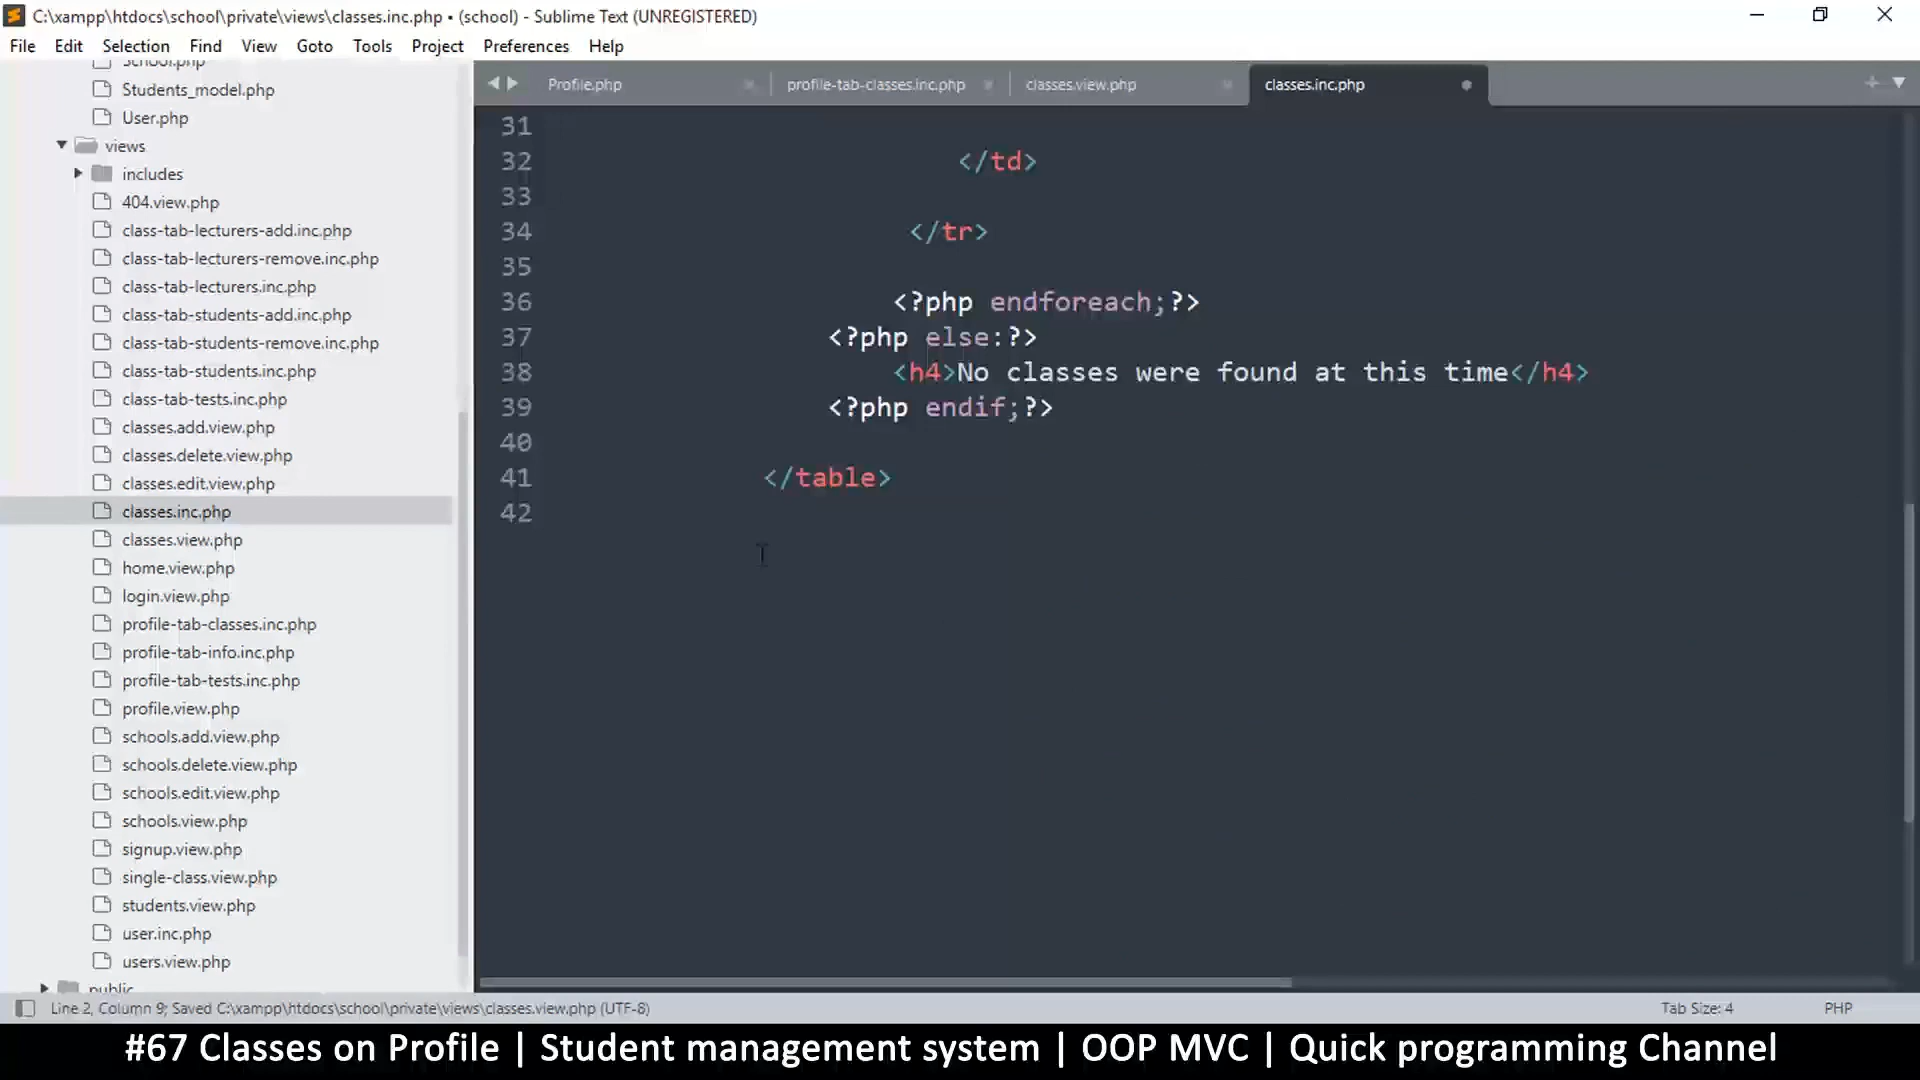 C:\xampp\htdocs\school\private\views\classes.inc.php • (school) - Sublime Text (UNREGISTERED)
File Edit Selection Find View Goto Tools Project Preferences Help
School.php
Students_model.php
User.php
views
includes
404.view.php
class-tab-lecturers-add.inc.php
class-tab-lecturers-remove.inc.php
class-tab-lecturers.inc.php
class-tab-students-add.inc.php
class-tab-students-remove.inc.php
class-tab-students.inc.php
class-tab-tests.inc.php
classes.add.view.php
classes.delete.view.php
classes.edit.view.php
classes.inc.php
classes.view.php
home.view.php
login.view.php
profile-tab-classes.inc.php
profile-tab-info.inc.php
profile-tab-tests.inc.php
profile.view.php
schools.add.view.php
schools.delete.view.php
schools.edit.view.php
schools.view.php
signup.view.php
single-class.view.php
students.view.php
user.inc.php
users.view.php
public
Profile.php profile-tab-classes.inc.php classes.view.php classes.inc.php
31
32 </td>
33
34 </tr>
35
36 <?php endforeach;?>
37 <?php else:?>
38 <h4>No classes were found at this time</h4>
39 <?php endif;?>
40
41 </table>
42
Line 2, Column 9; Saved C:\xampp\htdocs\school\private\views\classes.view.php (UTF-8) Tab Size: 4 PHP
#67 Classes on Profile | Student management system | OOP MVC | Quick programming Channel